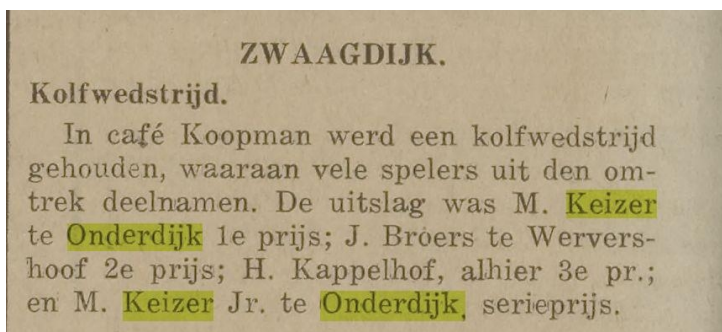 ZWAAGDIJK.
Kolfwedstrijd.
In café Koopman werd een kolfwedstrijd
gehouden, waaraan vele spelers uit den om-
trek deelnamen. De uitslag was M. Keizer
te Onderdijk 1e prijs; J. Broers te Wervers-
hoof 2e prijs; H. Kappelhof, alhier 3e pr.;
en M. Keizer Jr. te Onderdijk, serieprijs.